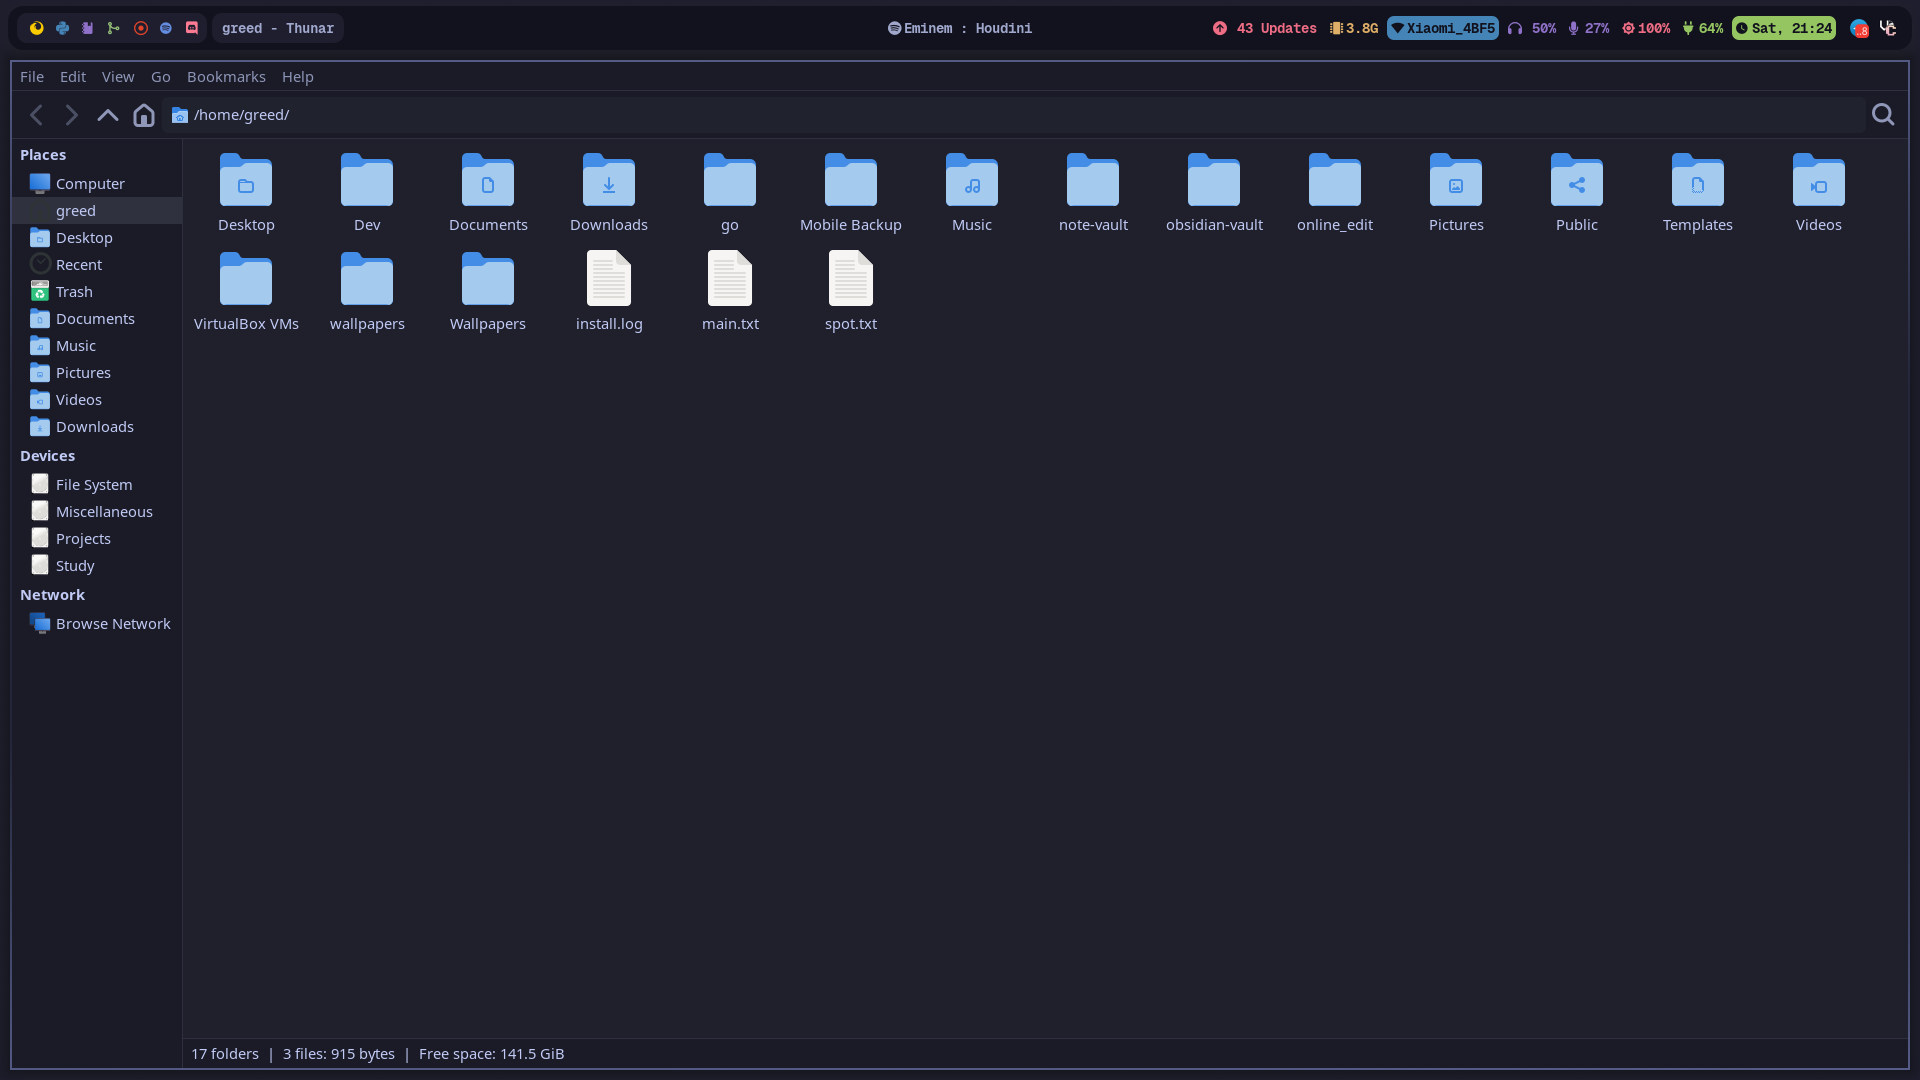 greed - Thunar
Eminem : Houdini
43 Updates 3.8G Xiaomi_4BF5 50% 27% 100% 64% Sat, 21:24
File Edit View Go Bookmarks Help
/home/greed/
Places
Computer
greed
Desktop
Recent
Trash
Documents
Music
Pictures
Videos
Downloads
Devices
File System
Miscellaneous
Projects
Study
Network
Browse Network
Desktop Dev Documents Downloads go Mobile Backup Music note-vault obsidian-vault online_edit Pictures Public Templates Videos
VirtualBox VMs wallpapers Wallpapers install.log main.txt spot.txt
17 folders | 3 files: 915 bytes | Free space: 141.5 GiB